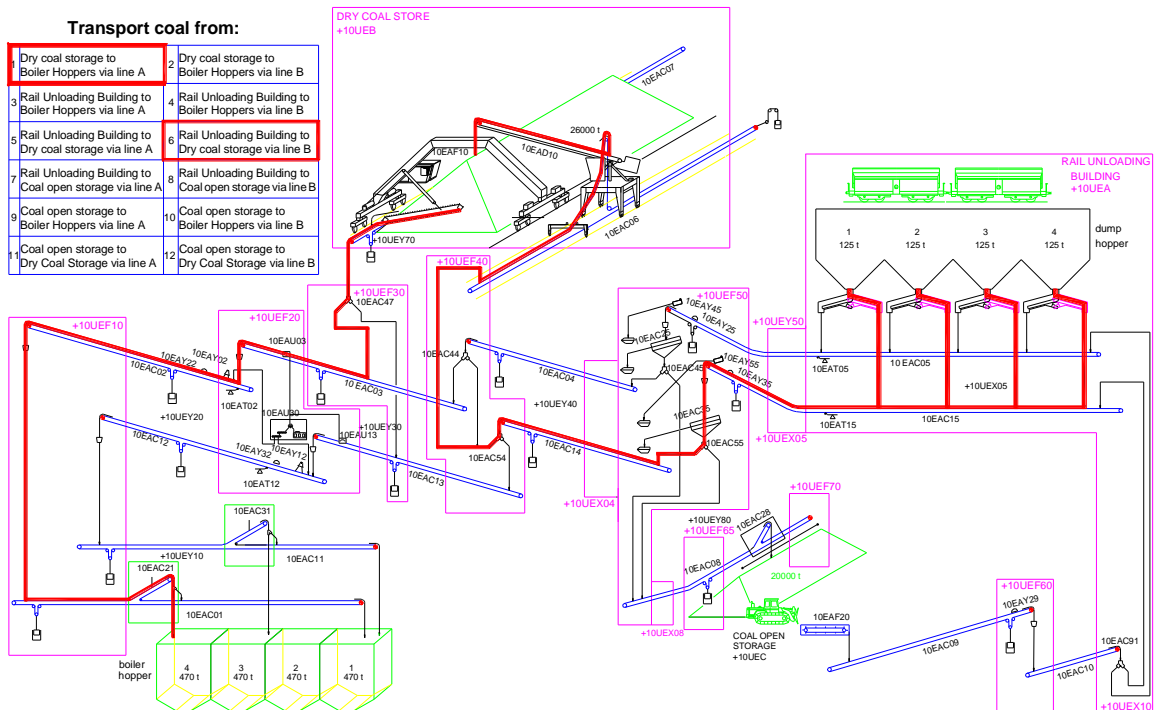 Transport coal from:
1 Dry coal storage to
Boiler Hoppers via line A
2 Dry coal storage to
Boiler Hoppers via line B
3 Rail Unloading Building to
Boiler Hoppers via line A
4 Rail Unloading Building to
Boiler Hoppers via line B
5 Rail Unloading Building to
Dry coal storage via line A
6 Rail Unloading Building to
Dry coal storage via line B
7 Rail Unloading Building to
Coal open storage via line A
8 Rail Unloading Building to
Coal open storage via line B
9 Coal open storage to
Boiler Hoppers via line A
10 Coal open storage to
Boiler Hoppers via line B
11 Coal open storage to
Dry Coal Storage via line A
12 Coal open storage to
Dry Coal Storage via line B
DRY COAL STORE
+10UEB
10EAC07
26000 t
10EAF10
10EAD10
10EAC06
+10UEY70
RAIL UNLOADING
BUILDING
+10UEA
1
125 t
2
125 t
3
125 t
4
125 t
dump
hopper
+10UEF40
+10UEF30
10EAC47
+10UEF50
10EAY45
10EAY25
+10UEY50
10EAT05
10EAC05
+10UEX05
10EAC15
10EAT15
+10UEX05
+10UEF10
+10UEF20
10EAU03
10EAY02
10EAY22
10EAC02
10EAT02
10EAC03
10EAC44
10EAC04
10EAC25
10EAC45
10EAY55
10EAY35
10EAC35
10EAC55
+10UEY20
10EAC12
10EAU30
10EAU13
+10UEY30
10EAY32
10EAY12
10EAT12
10EAC13
+10UEY40
10EAC54
10EAC14
+10UEX04
+10UEF70
10EAC28
+10UEY80
+10UEF65
10EAC08
20000 t
+10UEX08
10EAC31
10EAC11
+10UEY10
10EAC21
10EAC01
COAL OPEN
STORAGE
+10UEC
10EAF20
+10UEF60
10EAY29
10EAC09
10EAC91
10EAC10
+10UEX10
boiler
hopper
4
470 t
3
470 t
2
470 t
1
470 t